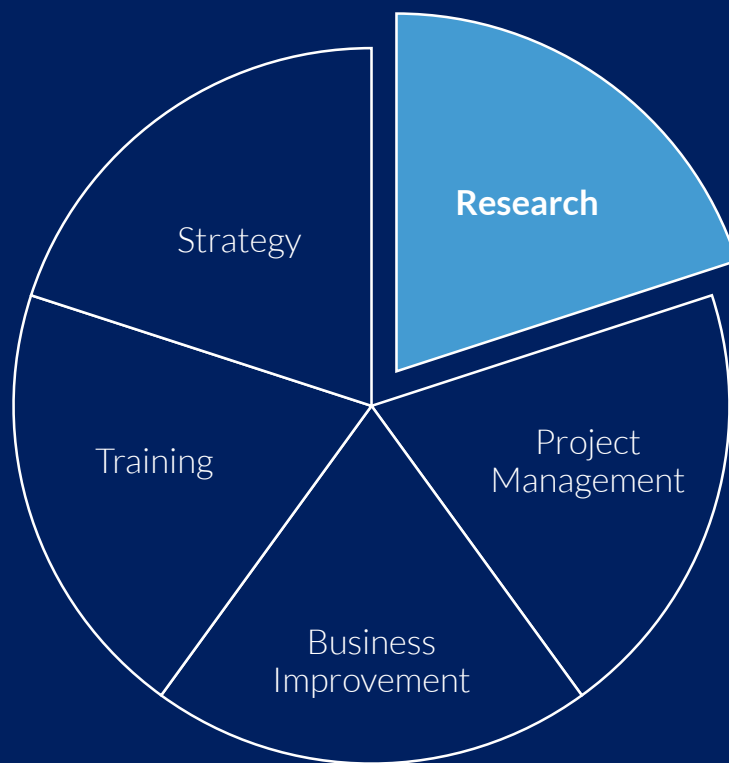 Research
Strategy
Project
Management
Training
Business
Improvement